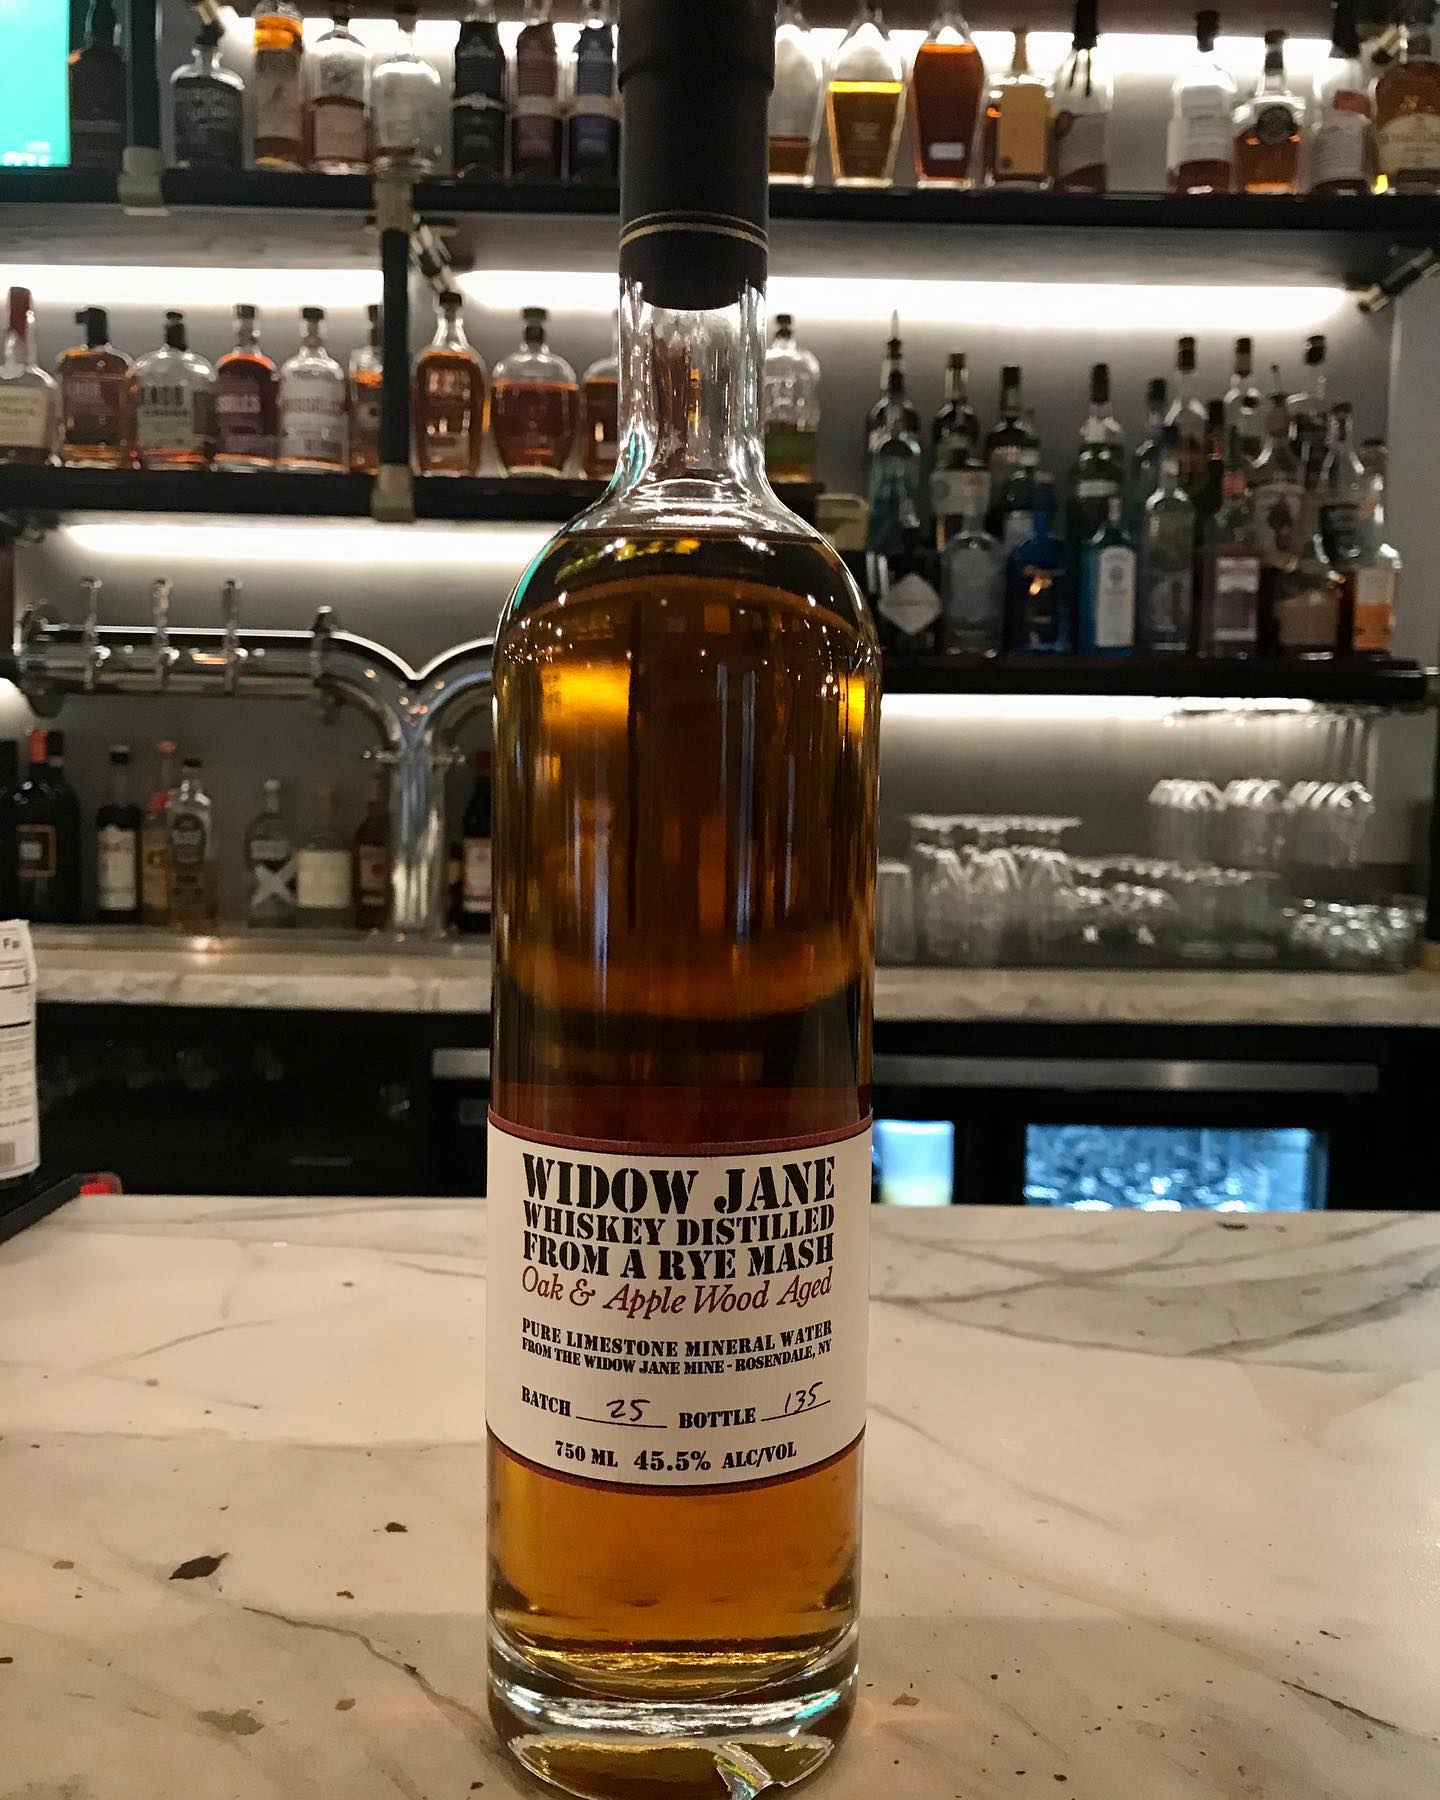 WIDOW JANE
WHISKEY DISTILLED
FROM A RYE MASH
Oak & Apple Wood Aged
PURE LIMESTONE MINERAL WATER
FROM THE WIDOW JANE MINE - ROSENDALE, NY
BATCH 25 BOTTLE 135
750 ML 45.5% ALC/VOL